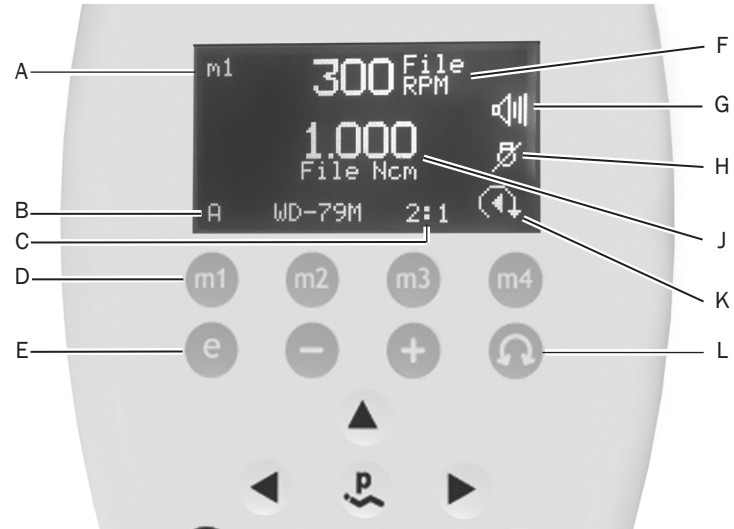 A
m1
300 File RPM
F
G
1.000
File Ncm
H
B
A WD-79M 2:1
J
C
K
D
m1 m2 m3 m4
E
e − +
L
p